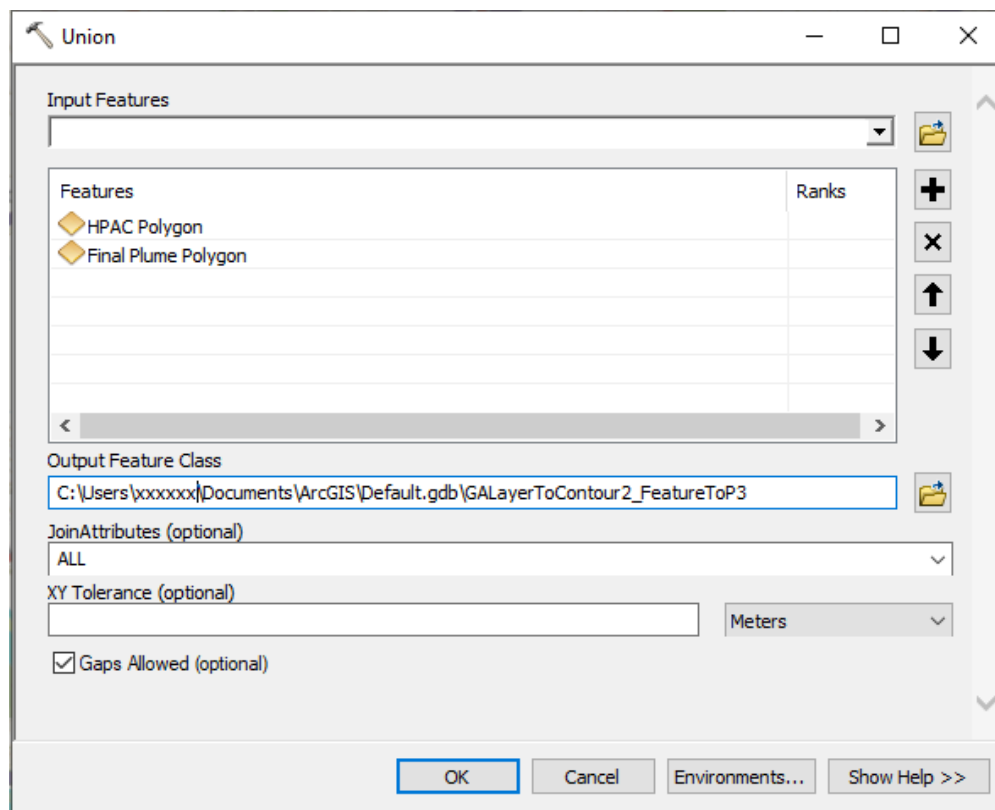 Union
Input Features
Features Ranks
HPAC Polygon
Final Plume Polygon
Output Feature Class
C:\Users\xxxxxx\Documents\ArcGIS\Default.gdb\GALayerToContour2_FeatureToP3
JoinAttributes (optional)
ALL
XY Tolerance (optional)
Meters
Gaps Allowed (optional)
OK Cancel Environments... Show Help >>